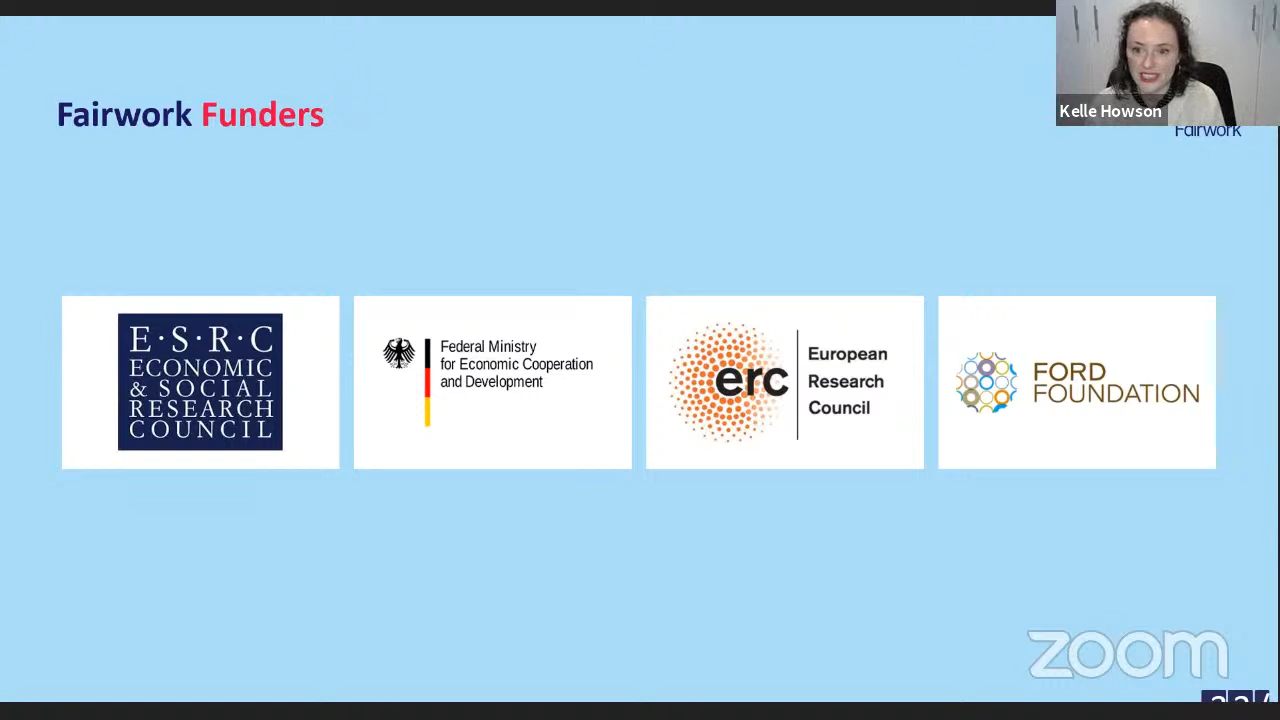 Fairwork Funders
Kelle Howson
Fairwork
E·S·R·C
ECONOMIC
& SOCIAL
RESEARCH
COUNCIL
Federal Ministry
for Economic Cooperation
and Development
erc
European
Research
Council
FORD
FOUNDATION
zoom